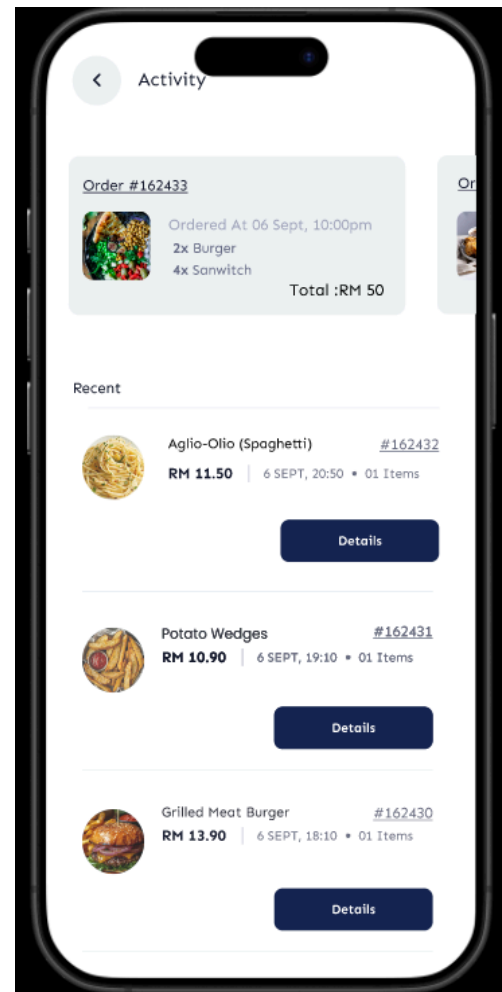 Activity
Order #162433
Ordered At 06 Sept, 10:00pm
2x Burger
4x Sanwitch
Total :RM 50
Or
Recent
Aglio-Olio (Spaghetti) #162432
RM 11.50 6 SEPT, 20:50 • 01 Items
Details
Potato Wedges #162431
RM 10.90 6 SEPT, 19:10 • 01 Items
Details
Grilled Meat Burger #162430
RM 13.90 6 SEPT, 18:10 • 01 Items
Details